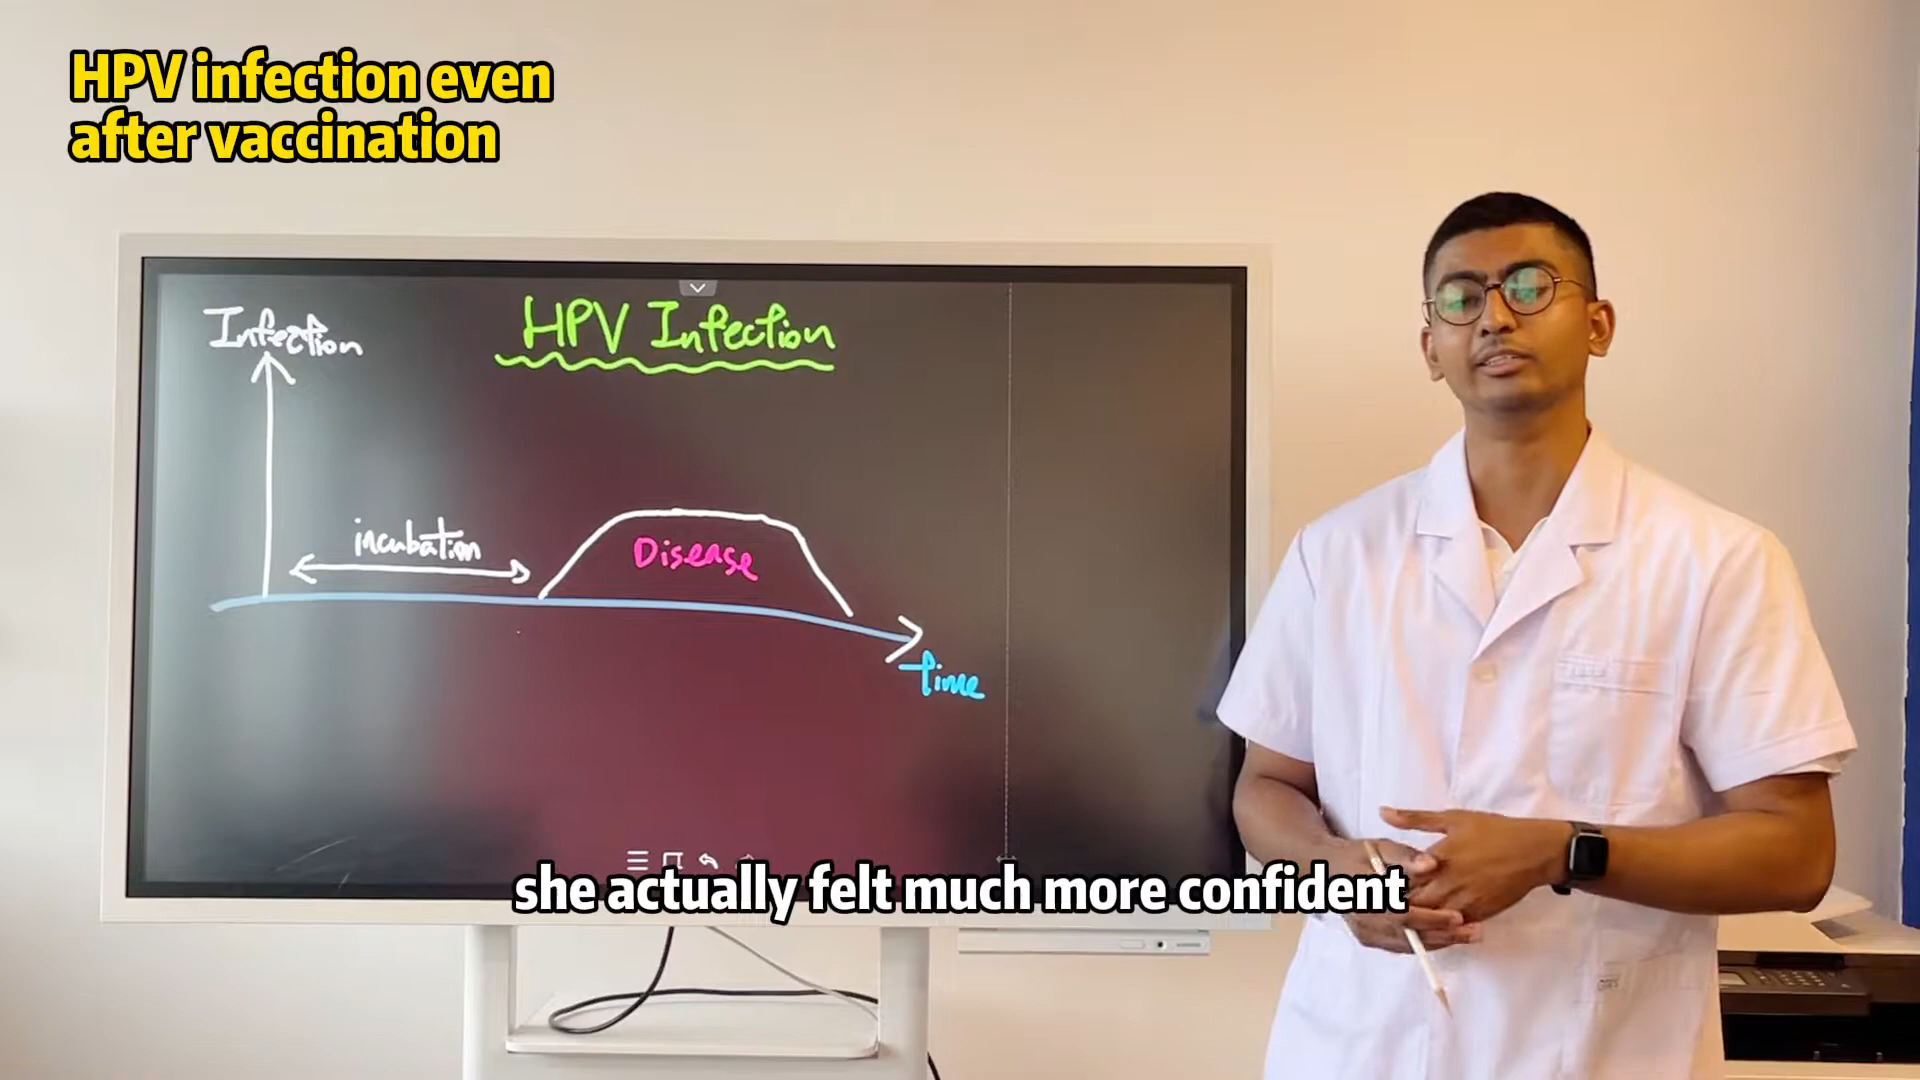 HPV infection even
after vaccination
HPV Infection
Infection
incubation
Disease
time
she actually felt much more confident